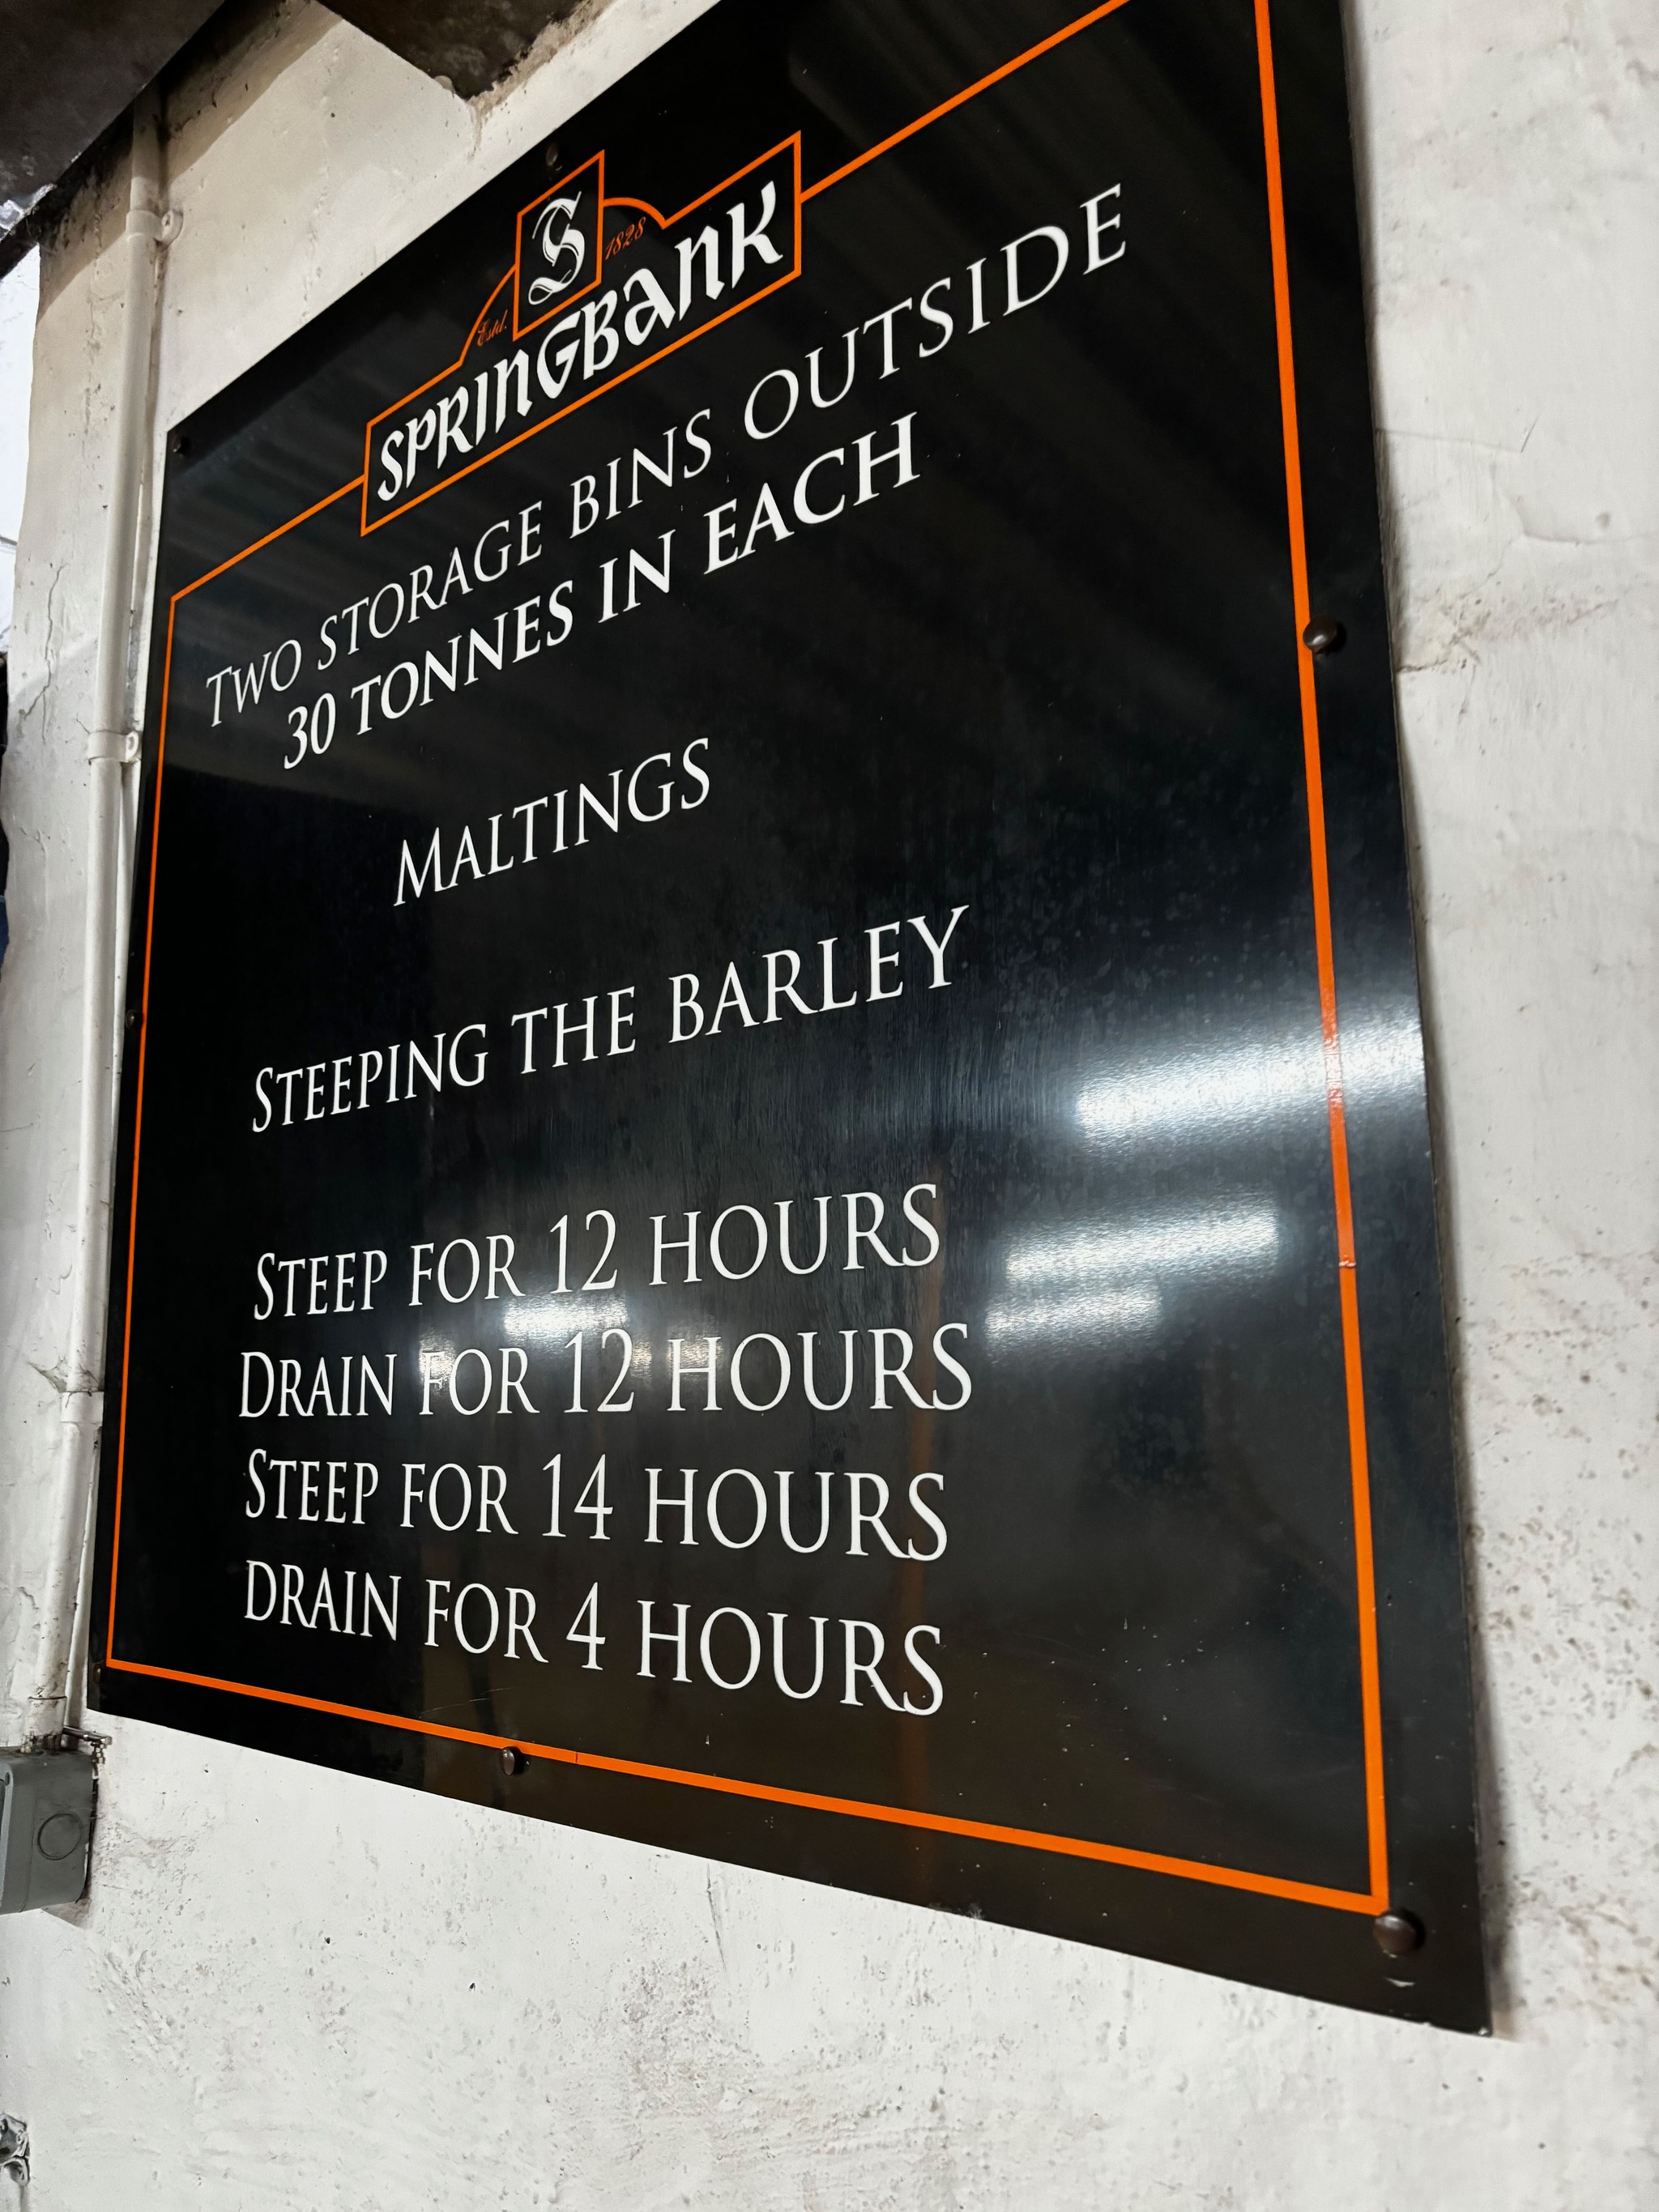 Estd. S 1828
SPRINGBANK
TWO STORAGE BINS OUTSIDE
30 TONNES IN EACH
MALTINGS
STEEPING THE BARLEY
STEEP FOR 12 HOURS
DRAIN FOR 12 HOURS
STEEP FOR 14 HOURS
DRAIN FOR 4 HOURS